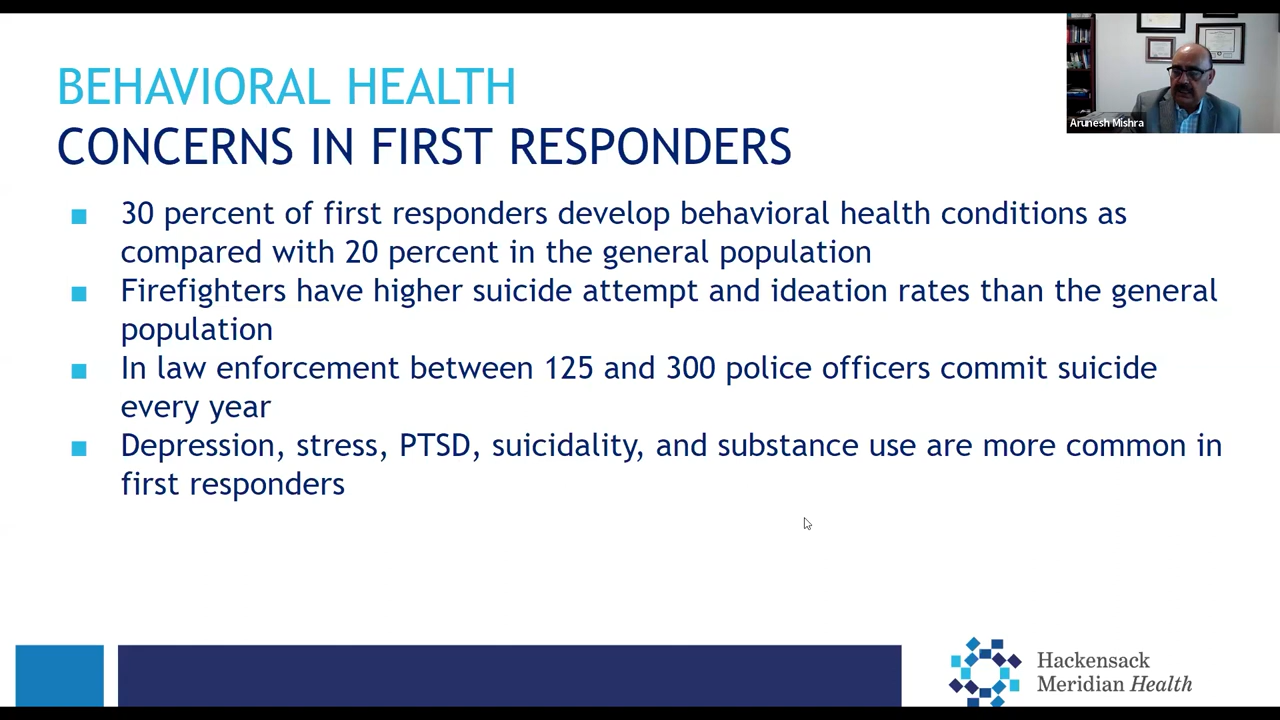 BEHAVIORAL HEALTH
CONCERNS IN FIRST RESPONDERS
Arunesh Mishra
■ 30 percent of first responders develop behavioral health conditions as
compared with 20 percent in the general population
■ Firefighters have higher suicide attempt and ideation rates than the general
population
■ In law enforcement between 125 and 300 police officers commit suicide
every year
■ Depression, stress, PTSD, suicidality, and substance use are more common in
first responders
Hackensack
Meridian Health